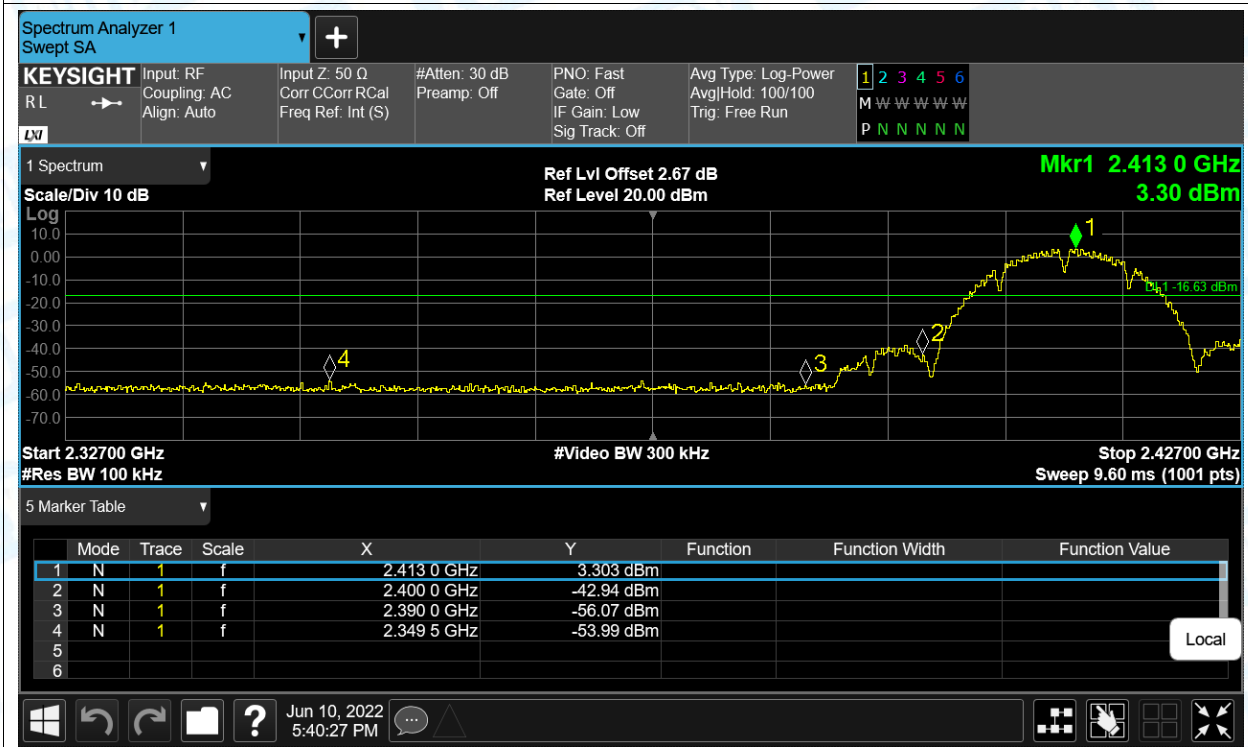 Spectrum Analyzer 1
Swept SA
KEYSIGHT Input: RF Input Z: 50 Ω #Atten: 30 dB PNO: Fast Avg Type: Log-Power 1 2 3 4 5 6
R L Coupling: AC Corr CCorr RCal Preamp: Off Gate: Off Avg|Hold: 100/100 M W W W W W
Align: Auto Freq Ref: Int (S) IF Gain: Low Trig: Free Run
LXI Sig Track: Off P N N N N N
1 Spectrum Ref Lvl Offset 2.67 dB Mkr1 2.413 0 GHz
Scale/Div 10 dB Ref Level 20.00 dBm 3.30 dBm
Log
10.0
0.00
-10.0
-20.0
-30.0
-40.0
-50.0
-60.0
-70.0
1
DL1 -16.63 dBm
2
3
4
Start 2.32700 GHz #Video BW 300 kHz Stop 2.42700 GHz
#Res BW 100 kHz Sweep 9.60 ms (1001 pts)
5 Marker Table
Mode Trace Scale X Y Function Function Width Function Value
1 N 1 f 2.413 0 GHz 3.303 dBm
2 N 1 f 2.400 0 GHz -42.94 dBm
3 N 1 f 2.390 0 GHz -56.07 dBm
4 N 1 f 2.349 5 GHz -53.99 dBm
5
6
Local
? Jun 10, 2022
5:40:27 PM